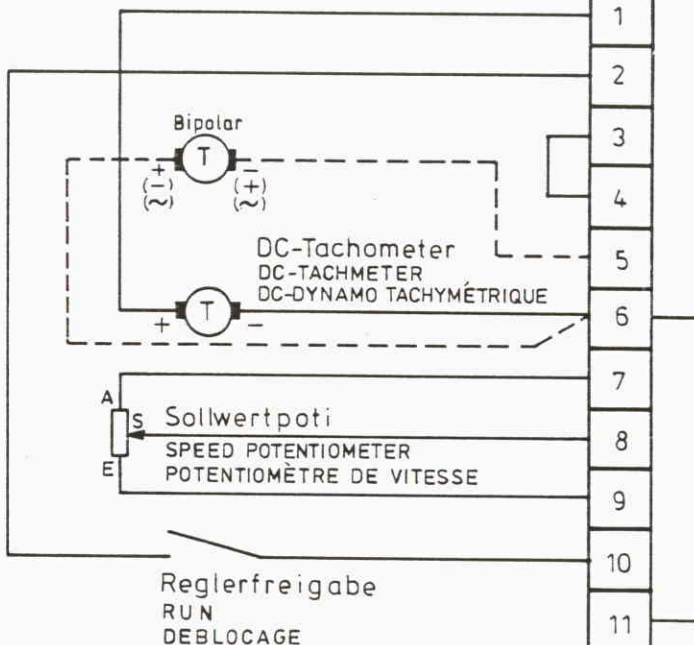 1
2
Bipolar
3
T
+ -
(-) (+)
(~) (~)
4
DC-Tachometer
5
DC-TACHMETER
DC-DYNAMO TACHYMÉTRIQUE
T
6
+ -
7
A
S Sollwertpoti
8
SPEED POTENTIOMETER
E
POTENTIOMÈTRE DE VITESSE
9
10
Reglerfreigabe
RUN
11
DEBLOCAGE